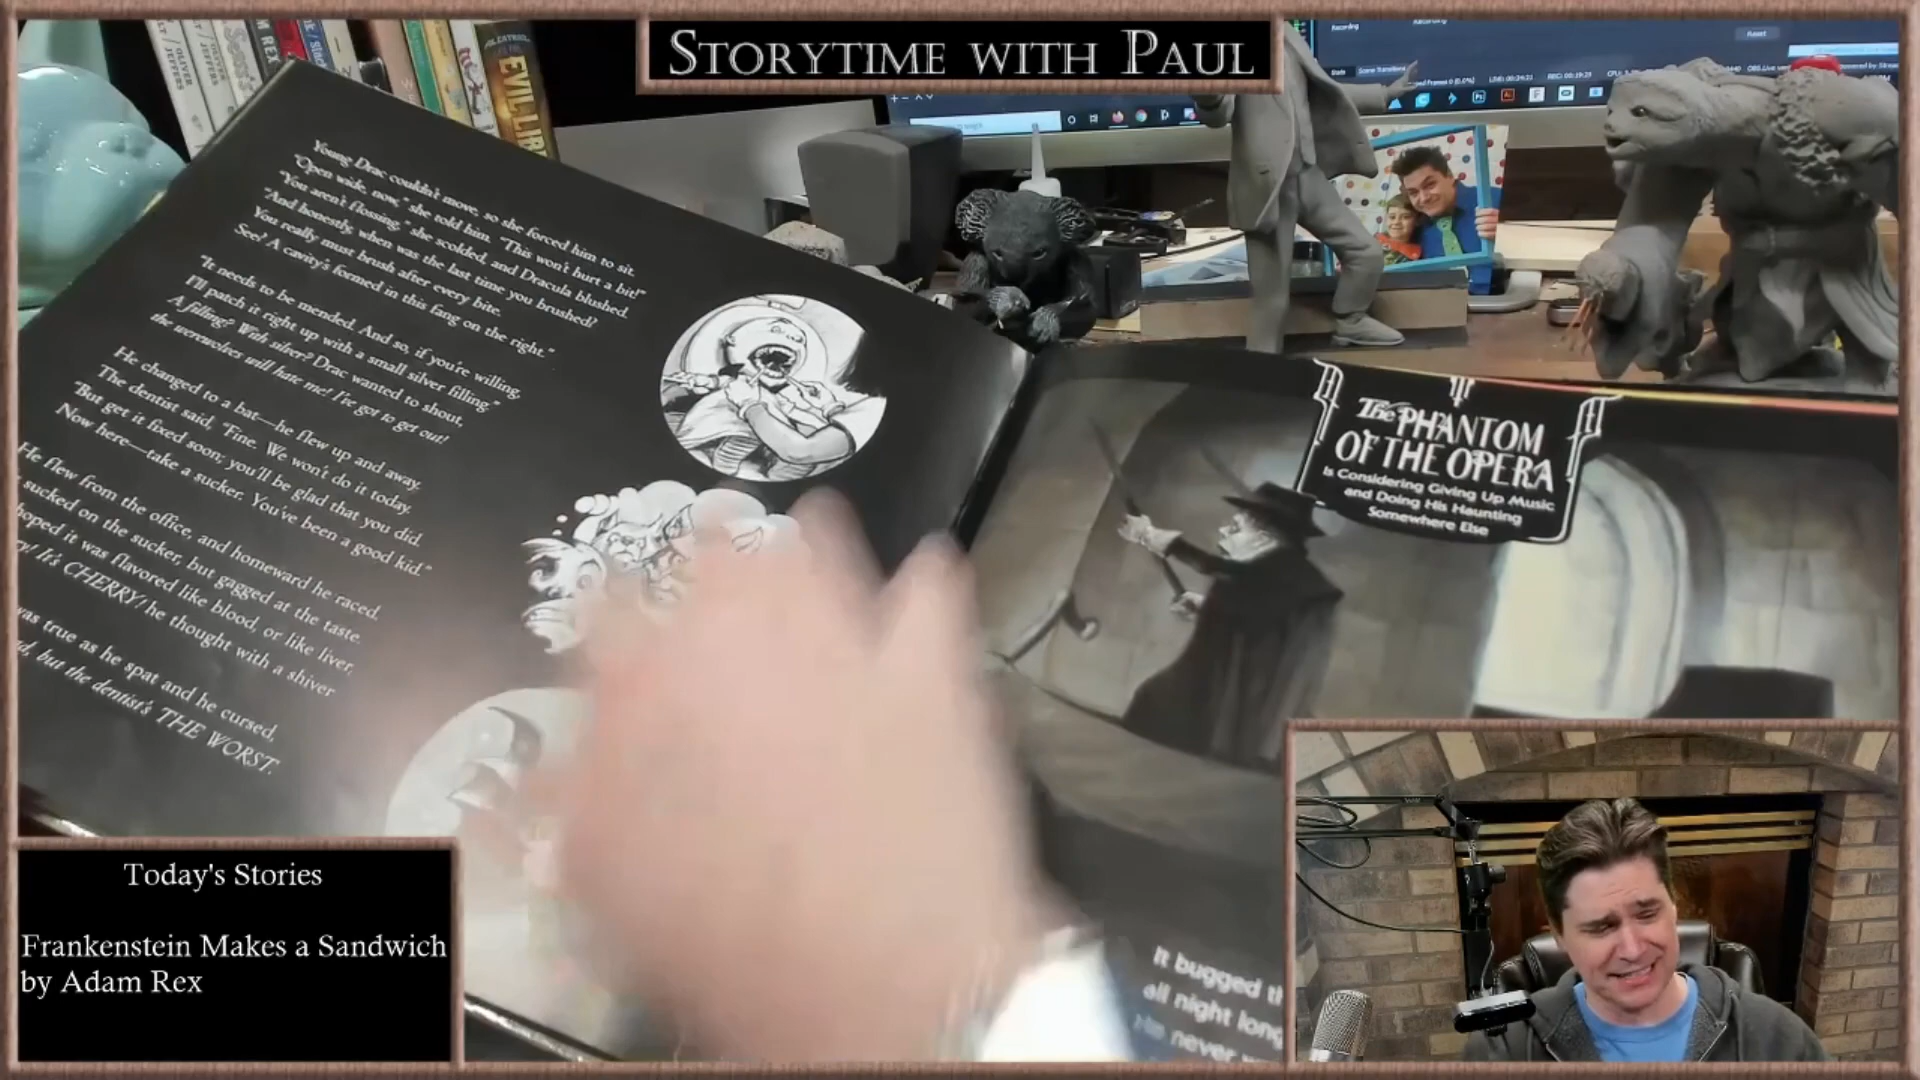 STORYTIME WITH PAUL
OLIVER JEFFERS
OLIVER JEFFERS
EVIL
Young Drac couldn't move, so she forced him to sit.
"Open wide, now," she told him. "This won't hurt a bit!"
"You aren't flossing," she scolded, and Dracula blushed.
"And honestly, when was the last time you brushed?
You really must brush after every bite.
See? A cavity's formed in this fang on the right."
"It needs to be mended. And so, if you're willing,
I'll patch it right up with a small silver filling."
A filling? With silver? Drac wanted to shout,
the werewolves will hate me! I've got to get out!
He changed to a bat—he flew up and away.
The dentist said, "Fine. We won't do it today.
"But get it fixed soon; you'll be glad that you did.
Now here—take a sucker. You've been a good kid."
He flew from the office, and homeward he raced.
sucked on the sucker, but gagged at the taste.
hoped it was flavored like blood, or like liver,
It's CHERRY! he thought with a shiver
was true as he spat and he cursed,
but the dentist's THE WORST.
The PHANTOM
OF THE OPERA
Is Considering Giving Up Music
and Doing His Haunting
Somewhere Else
It bugged
all night long
He never
Today's Stories
Frankenstein Makes a Sandwich
by Adam Rex